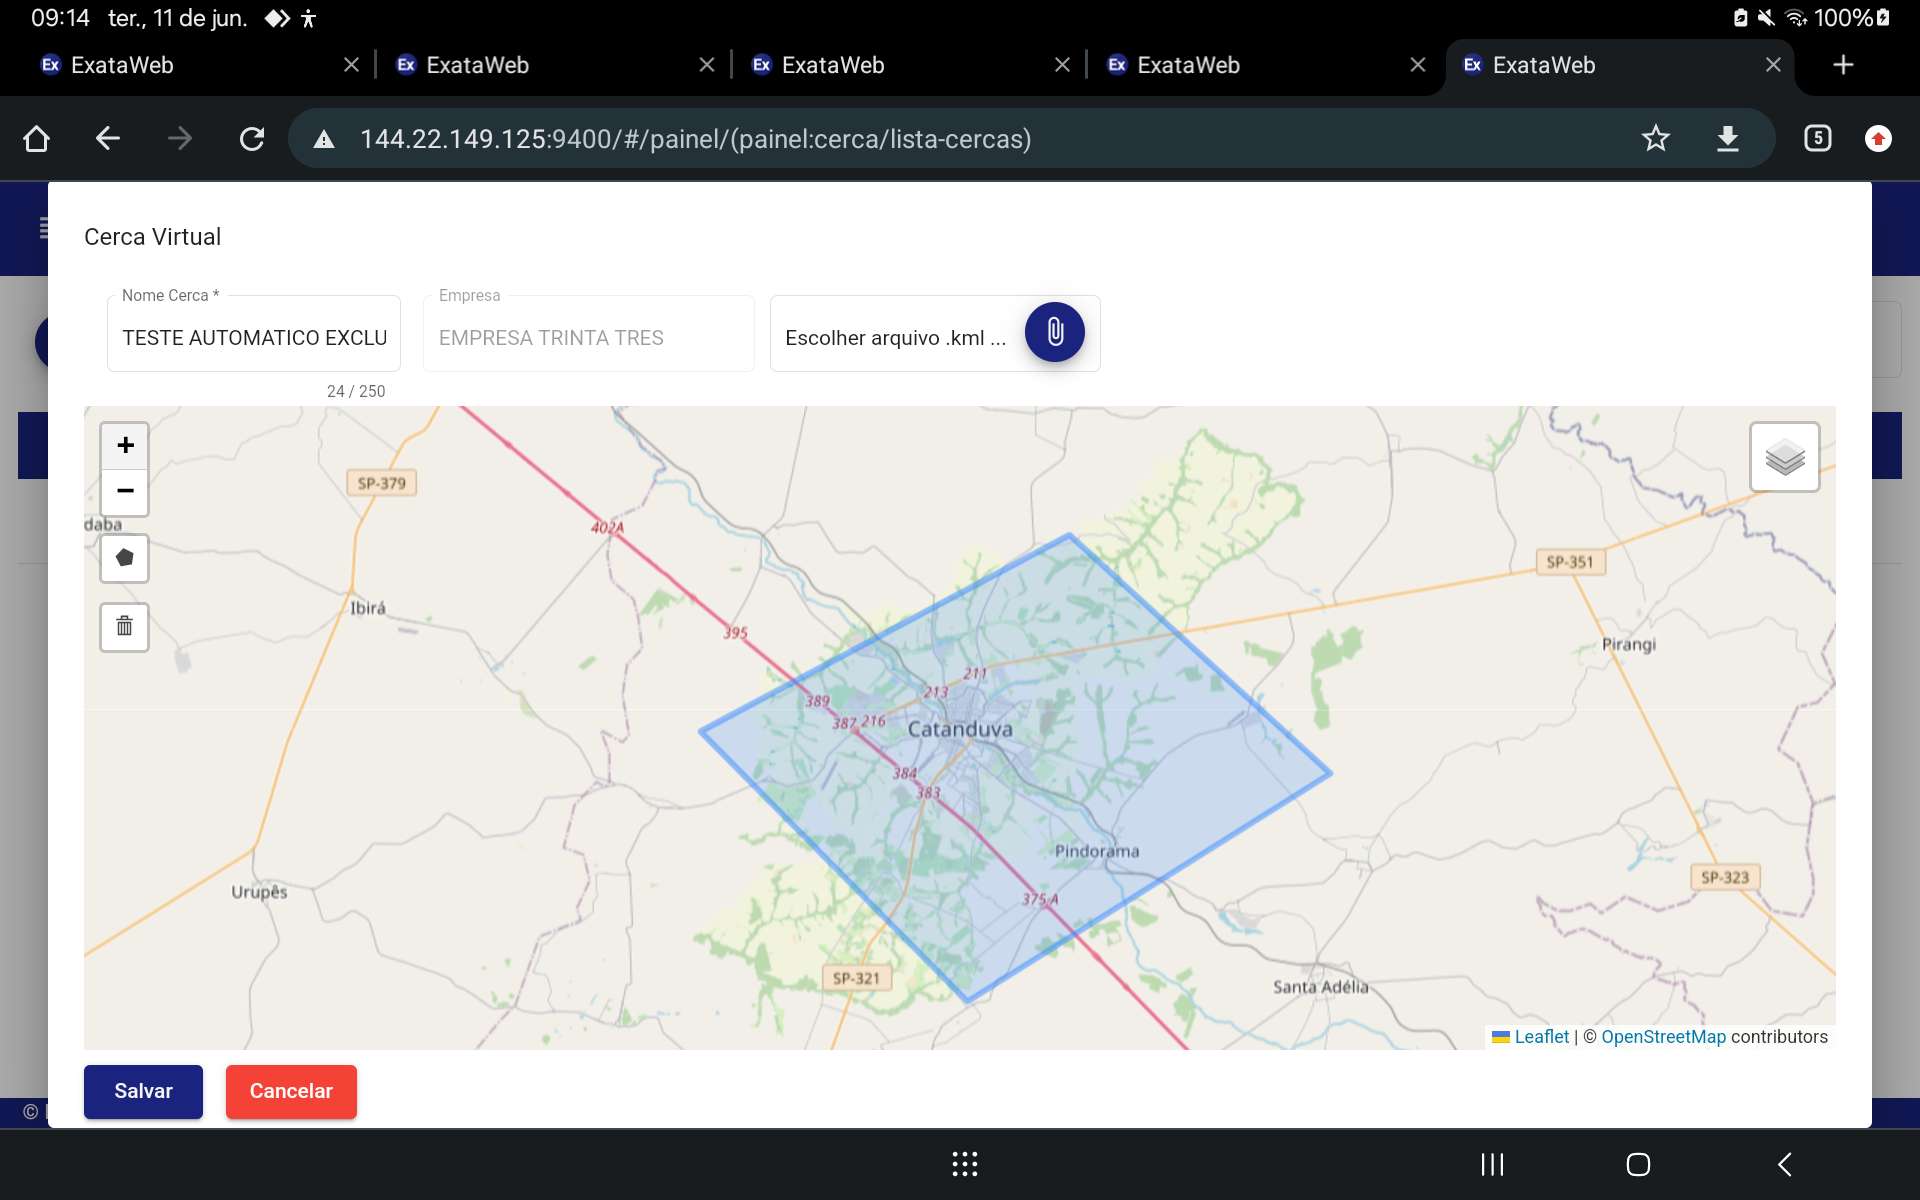 09:14 ter., 11 de jun.
100%
Ex ExataWeb
Ex ExataWeb
Ex ExataWeb
Ex ExataWeb
Ex ExataWeb
144.22.149.125:9400/#/painel/(painel:cerca/lista-cercas)
5
Cerca Virtual
Nome Cerca *
TESTE AUTOMATICO EXCLU
24 / 250
Empresa
EMPRESA TRINTA TRES
Escolher arquivo .kml ...
+
−
SP-379
402A
daba
SP-351
Ibirá
395
Pirangi
211
213
389
387 216
Catanduva
384
383
Pindorama
SP-323
Urupês
375-A
SP-321
Santa Adélia
Leaflet | © OpenStreetMap contributors
Salvar
Cancelar
©